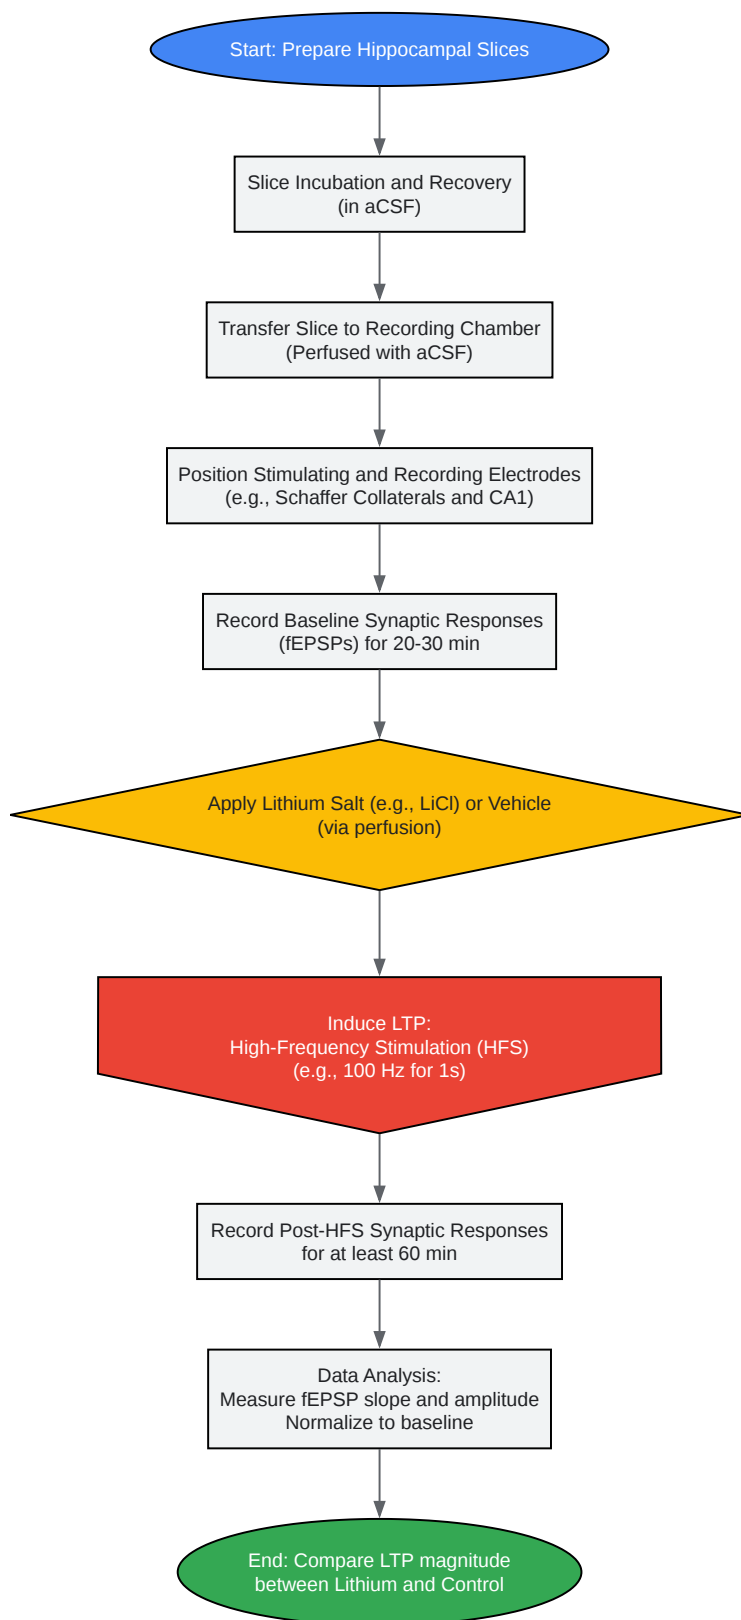 Start: Prepare Hippocampal Slices
Slice Incubation and Recovery
(in aCSF)
Transfer Slice to Recording Chamber
(Perfused with aCSF)
Position Stimulating and Recording Electrodes
(e.g., Schaffer Collaterals and CA1)
Record Baseline Synaptic Responses
(fEPSPs) for 20-30 min
Apply Lithium Salt (e.g., LiCl) or Vehicle
(via perfusion)
Induce LTP:
High-Frequency Stimulation (HFS)
(e.g., 100 Hz for 1s)
Record Post-HFS Synaptic Responses
for at least 60 min
Data Analysis:
Measure fEPSP slope and amplitude
Normalize to baseline
End: Compare LTP magnitude
between Lithium and Control